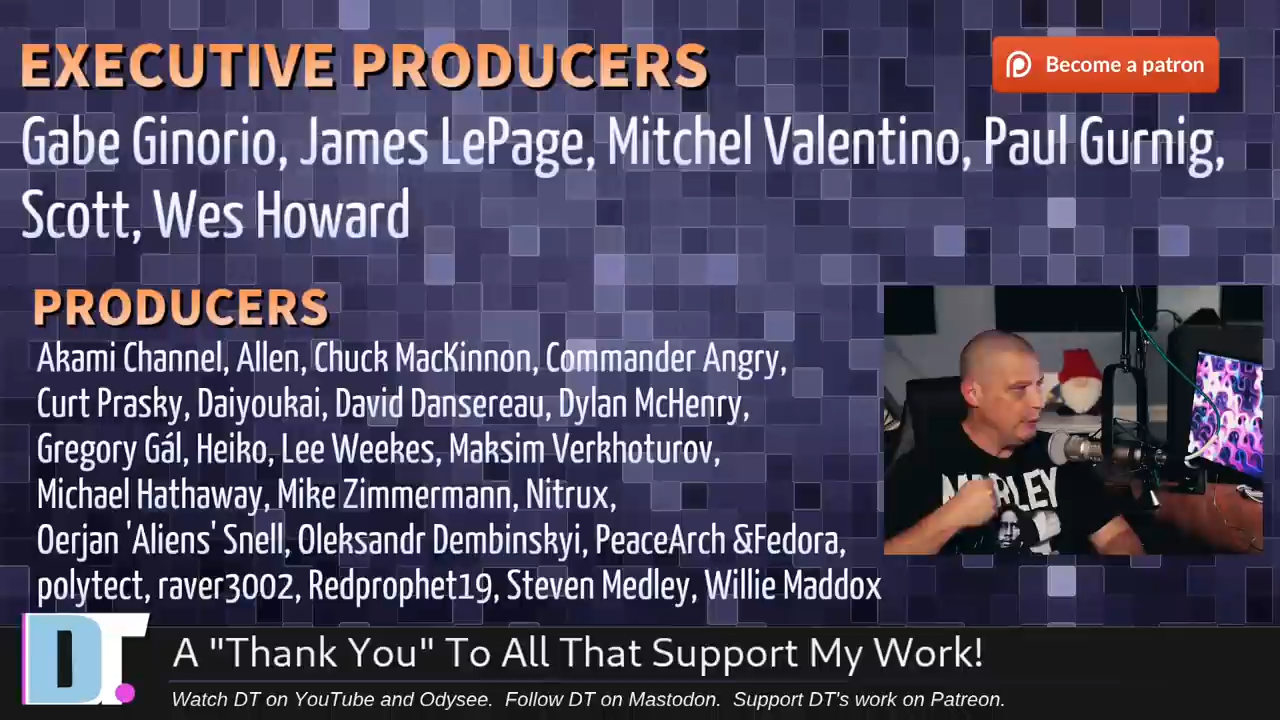 EXECUTIVE PRODUCERS
Become a patron
Gabe Ginorio, James LePage, Mitchel Valentino, Paul Gurnig,
Scott, Wes Howard
PRODUCERS
Akami Channel, Allen, Chuck MacKinnon, Commander Angry,
Curt Prasky, Daiyoukai, David Dansereau, Dylan McHenry,
Gregory Gál, Heiko, Lee Weekes, Maksim Verkhoturov,
Michael Hathaway, Mike Zimmermann, Nitrux,
Oerjan 'Aliens' Snell, Oleksandr Dembinskyi, PeaceArch &Fedora,
polytect, raver3002, Redprophet19, Steven Medley, Willie Maddox
DT.
A "Thank You" To All That Support My Work!
Watch DT on YouTube and Odysee. Follow DT on Mastodon. Support DT's work on Patreon.